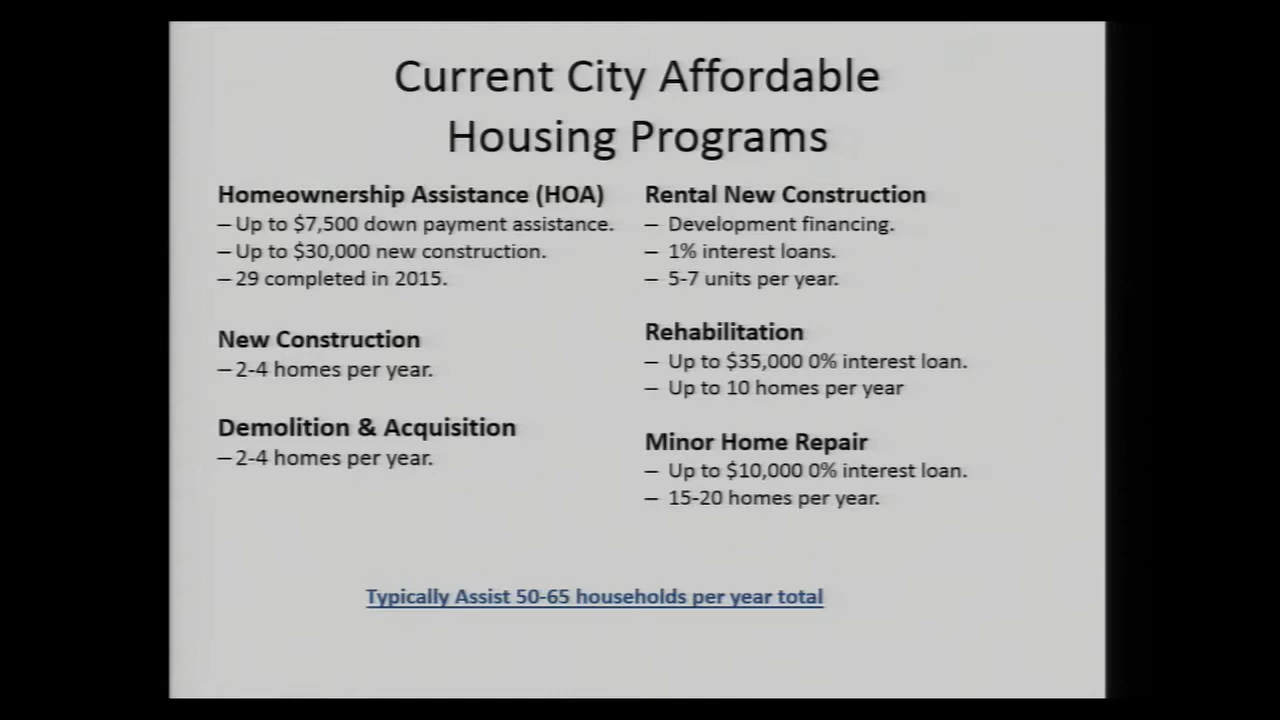 Current City Affordable
Housing Programs
Homeownership Assistance (HOA)
– Up to $7,500 down payment assistance.
– Up to $30,000 new construction.
– 29 completed in 2015.
New Construction
– 2-4 homes per year.
Demolition & Acquisition
– 2-4 homes per year.
Rental New Construction
– Development financing.
– 1% interest loans.
– 5-7 units per year.
Rehabilitation
– Up to $35,000 0% interest loan.
– Up to 10 homes per year
Minor Home Repair
– Up to $10,000 0% interest loan.
– 15-20 homes per year.
Typically Assist 50-65 households per year total